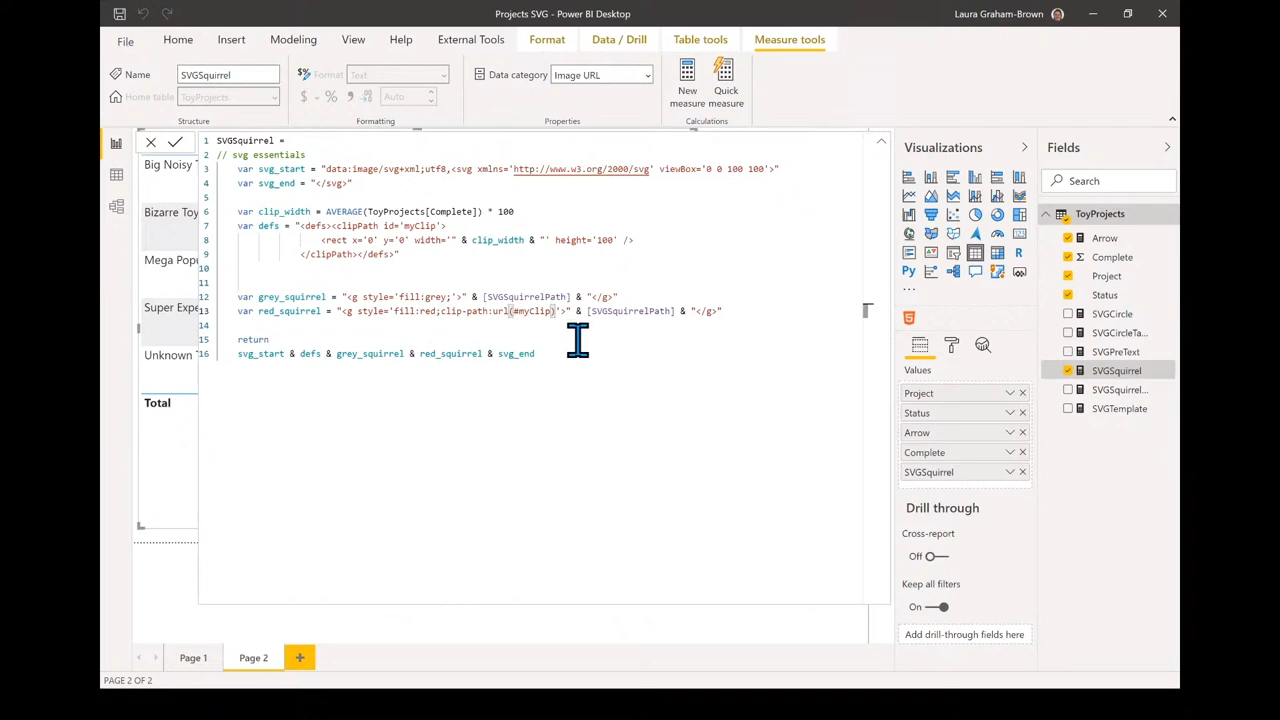 Projects SVG - Power BI Desktop
Laura Graham-Brown
File
Home
Insert
Modeling
View
Help
External Tools
Format
Data / Drill
Table tools
Measure tools
Name
SVGSquirrel
Home table
ToyProjects
Structure
Format
Text
$
%
Auto
Formatting
Data category
Image URL
Properties
New measure
Quick measure
Calculations
Big Noisy
Bizarre Toy
Mega Popu
Super Expe
Unknown
Total
1 SVGSquirrel =
2 // svg essentials
3 var svg_start = "data:image/svg+xml;utf8,<svg xmlns='http://www.w3.org/2000/svg' viewBox='0 0 100 100'>"
4 var svg_end = "</svg>"
5
6 var clip_width = AVERAGE(ToyProjects[Complete]) * 100
7 var defs = "<defs><clipPath id='myClip'>
8 <rect x='0' y='0' width='" & clip_width & "' height='100' />
9 </clipPath></defs>"
10
11
12 var grey_squirrel = "<g style='fill:grey;'>" & [SVGSquirrelPath] & "</g>"
13 var red_squirrel = "<g style='fill:red;clip-path:url(#myClip)'>" & [SVGSquirrelPath] & "</g>"
14
15 return
16 svg_start & defs & grey_squirrel & red_squirrel & svg_end
Visualizations
R
Py
Values
Project
Status
Arrow
Complete
SVGSquirrel
Drill through
Cross-report
Off
Keep all filters
On
Add drill-through fields here
Fields
Search
ToyProjects
Arrow
Σ Complete
Project
Status
SVGCircle
SVGCircleTa...
SVGPreText
SVGSquirrel
SVGSquirrel...
SVGTemplate
Page 1
Page 2
PAGE 2 OF 2